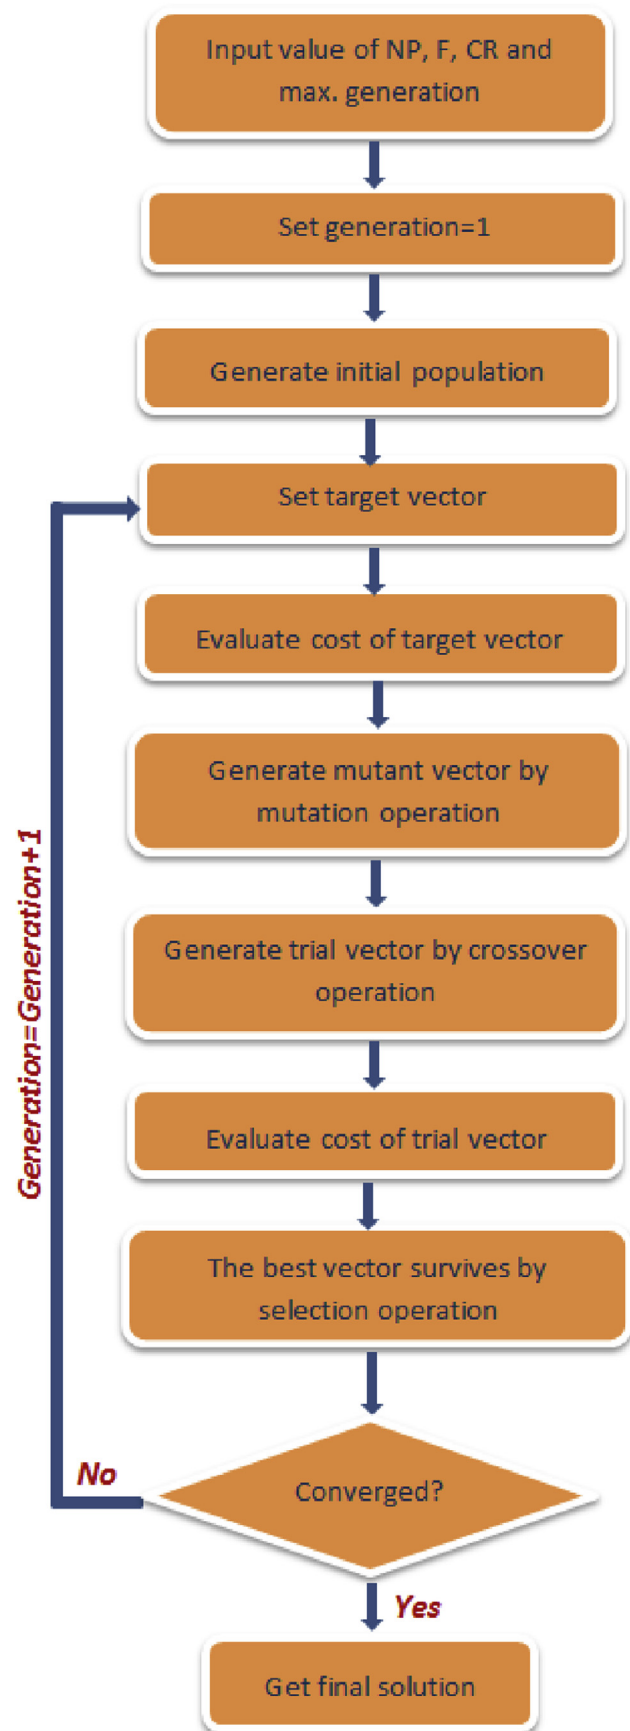 Input value of NP, F, CR and
max. generation
Set generation=1
Generate initial population
Set target vector
Evaluate cost of target vector
Generate mutant vector by
mutation operation
Generate trial vector by crossover
operation
Evaluate cost of trial vector
The best vector survives by
selection operation
Converged?
No
Generation=Generation+1
Yes
Get final solution